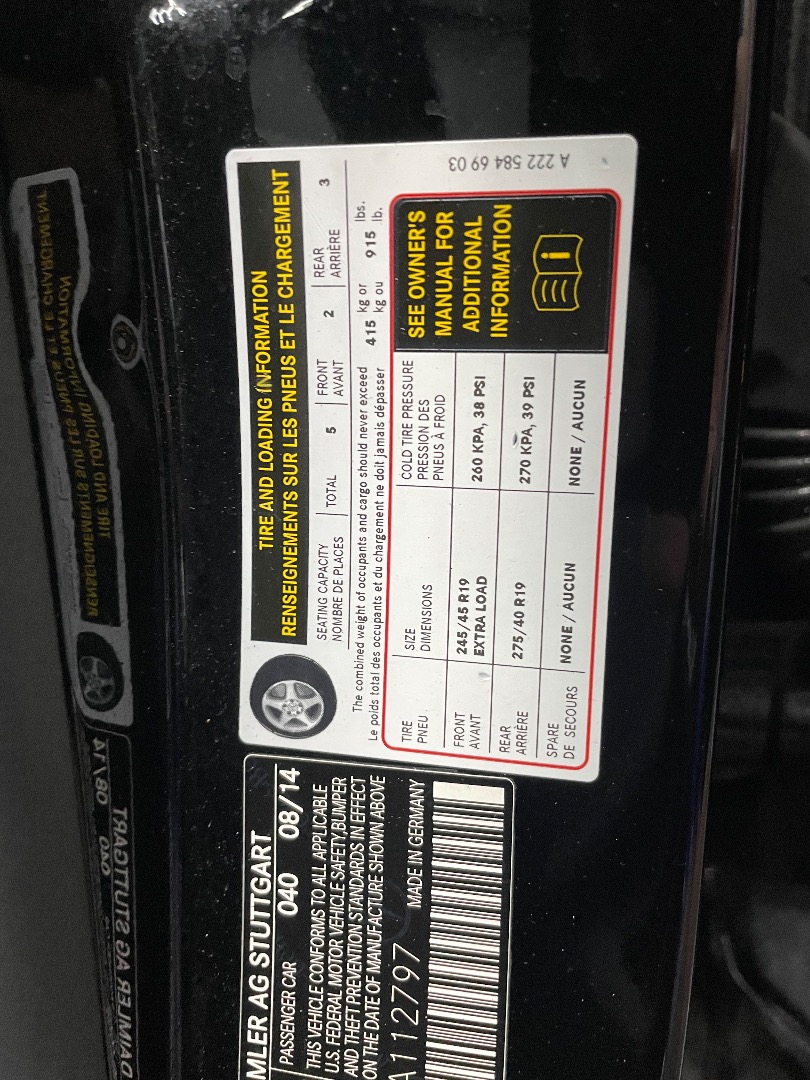 TIRE AND LOADING INFORMATION
RENSEIGNEMENTS SUR LES PNEUS ET LE CHARGEMENT
SEATING CAPACITY
NOMBRE DE PLACES
TOTAL 5
FRONT
AVANT
2
REAR
ARRIÈRE
3
The combined weight of occupants and cargo should never exceed 415 kg or 915 lbs.
Le poids total des occupants et du chargement ne doit jamais dépasser kg ou lb.
TIRE
PNEU
SIZE
DIMENSIONS
COLD TIRE PRESSURE
PRESSION DES
PNEUS À FROID
FRONT
AVANT
245/45 R19
EXTRA LOAD
260 KPA, 38 PSI
REAR
ARRIÈRE
275/40 R19
270 KPA, 39 PSI
SPARE
DE SECOURS
NONE / AUCUN
NONE / AUCUN
SEE OWNER'S
MANUAL FOR
ADDITIONAL
INFORMATION
A 222 584 69 03
MLER AG STUTTGART
PASSENGER CAR 040 08/14
THIS VEHICLE CONFORMS TO ALL APPLICABLE
U.S. FEDERAL MOTOR VEHICLE SAFETY,BUMPER
AND THEFT PREVENTION STANDARDS IN EFFECT
ON THE DATE OF MANUFACTURE SHOWN ABOVE
A112797 MADE IN GERMANY